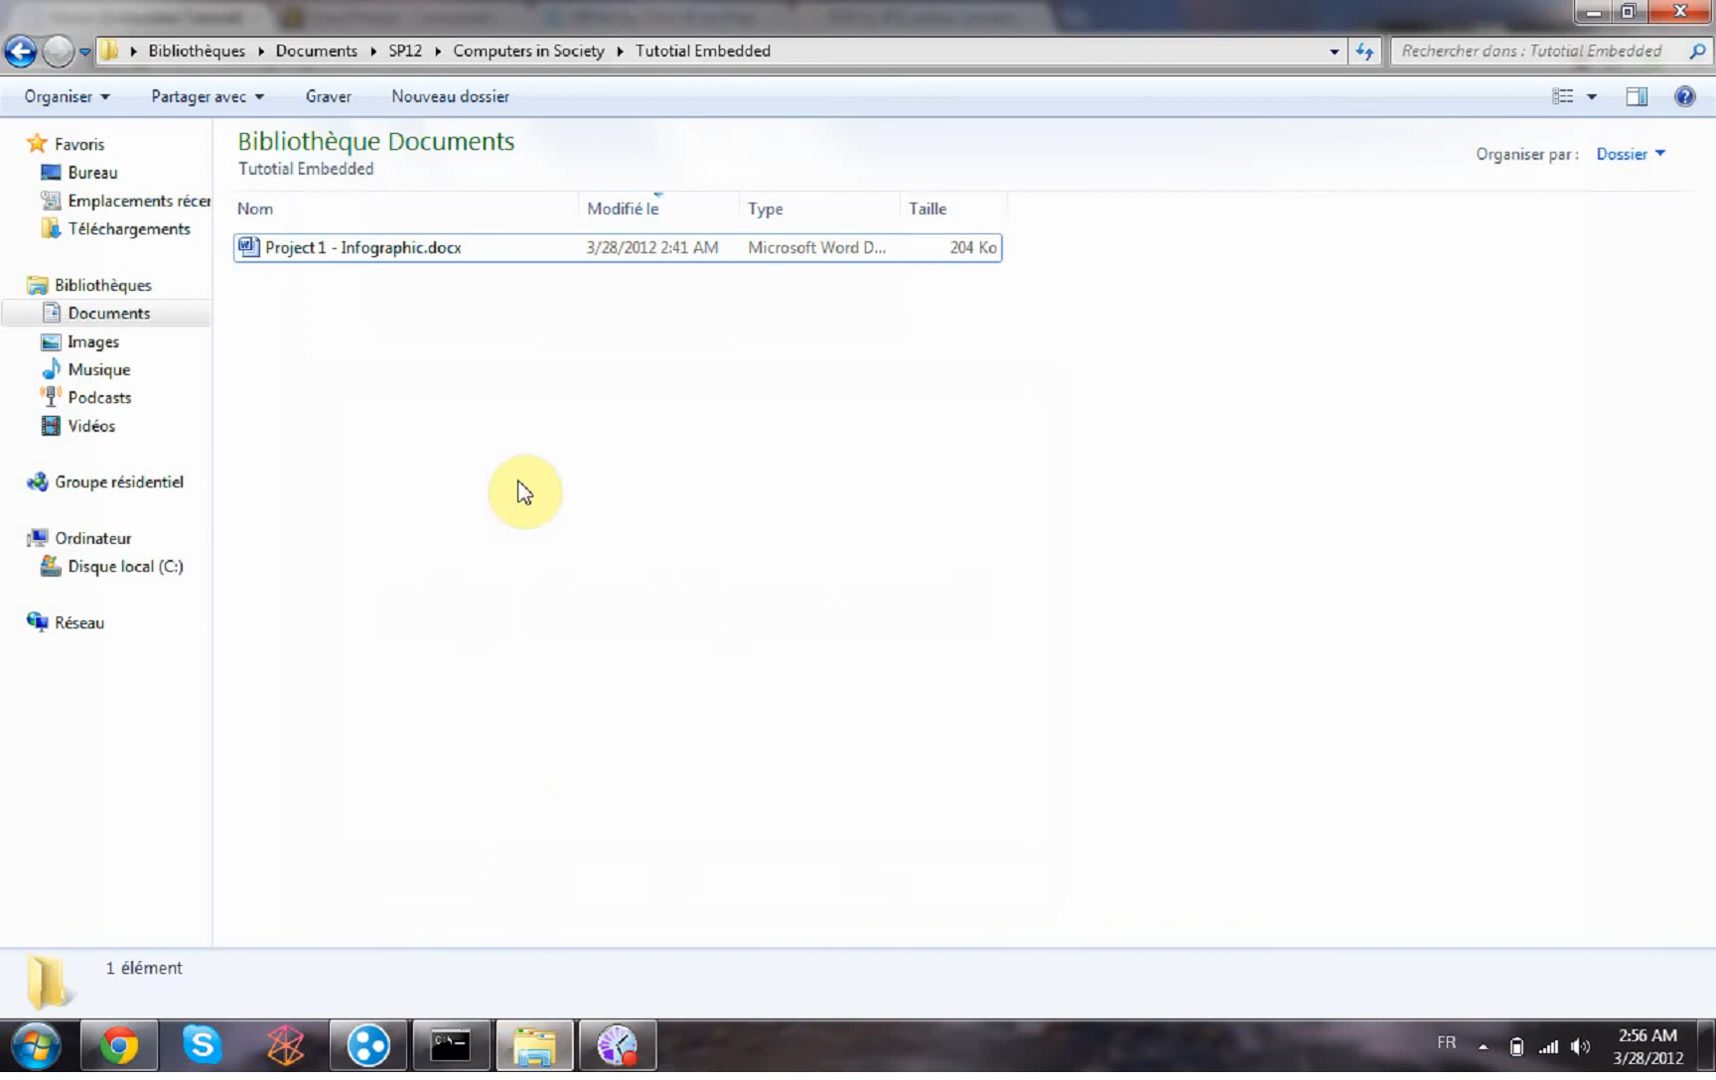 Bibliothèques Documents SP12 Computers in Society Tutotial Embedded
Rechercher dans : Tutotial Embedded
Organiser Partager avec Graver Nouveau dossier
Favoris
Bureau
Emplacements récer
Téléchargements
Bibliothèques
Documents
Images
Musique
Podcasts
Vidéos
Groupe résidentiel
Ordinateur
Disque local (C:)
Réseau
Bibliothèque Documents
Tutotial Embedded
Organiser par : Dossier
Nom Modifié le Type Taille
Project 1 - Infographic.docx 3/28/2012 2:41 AM Microsoft Word D... 204 Ko
1 élément
FR
2:56 AM
3/28/2012